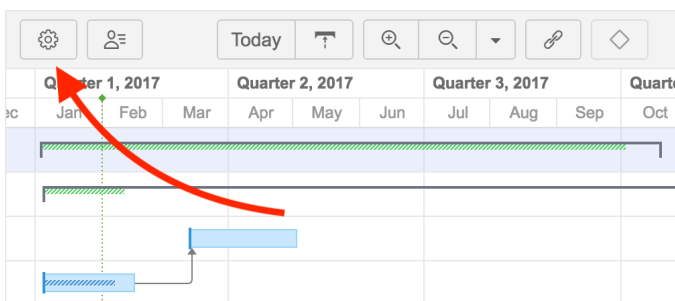 Today
Quarter 1, 2017 Quarter 2, 2017 Quarter 3, 2017
Jan Feb Mar Apr May Jun Jul Aug Sep Oct